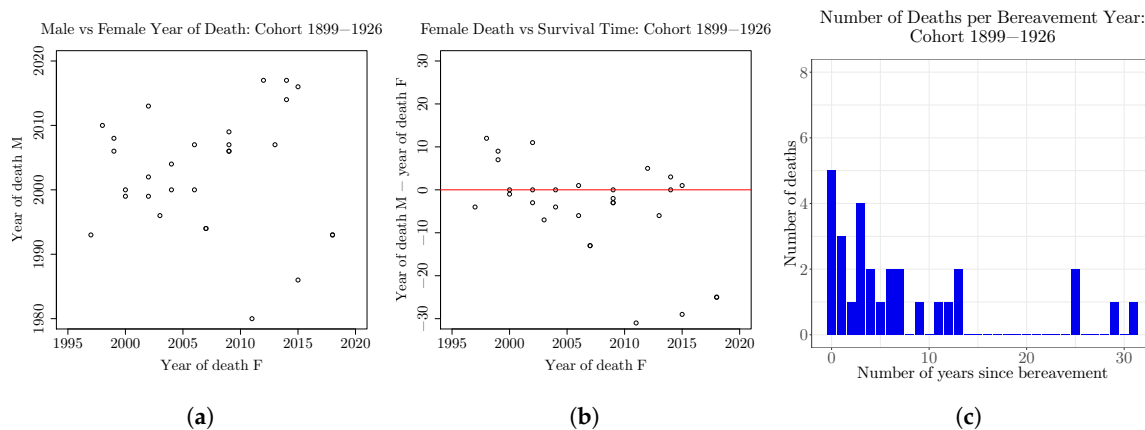 Male vs Female Year of Death: Cohort 1899−1926
Year of death M
1980
1990
2000
2010
2020
1995
2000
2005
2010
2015
2020
Year of death F
(a)
Female Death vs Survival Time: Cohort 1899−1926
Year of death M − year of death F
−30
−20
−10
0
10
20
30
1995
2000
2005
2010
2015
2020
Year of death F
(b)
Number of Deaths per Bereavement Year:
Cohort 1899−1926
Number of deaths
8
6
4
2
0
0
10
20
30
Number of years since bereavement
(c)